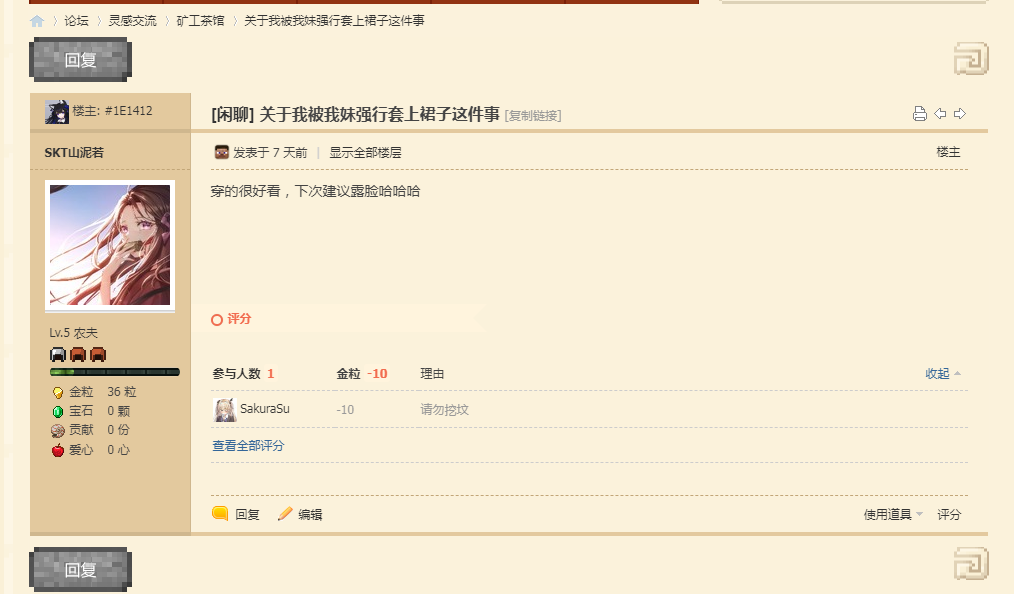 论坛 › 灵感交流 › 矿工茶馆 › 关于我被我妹强行套上裙子这件事
回复
楼主: #1E1412
[闲聊] 关于我被我妹强行套上裙子这件事 [复制链接]
SKT山泥若
发表于 7 天前 | 显示全部楼层
楼主
穿的很好看，下次建议露脸哈哈哈
Lv.5 农夫
金粒 36 粒
宝石 0 颗
贡献 0 份
爱心 0 心
评分
参与人数 1 金粒 -10 理由 收起
SakuraSu -10 请勿挖坟
查看全部评分
回复 编辑 使用道具 评分
回复